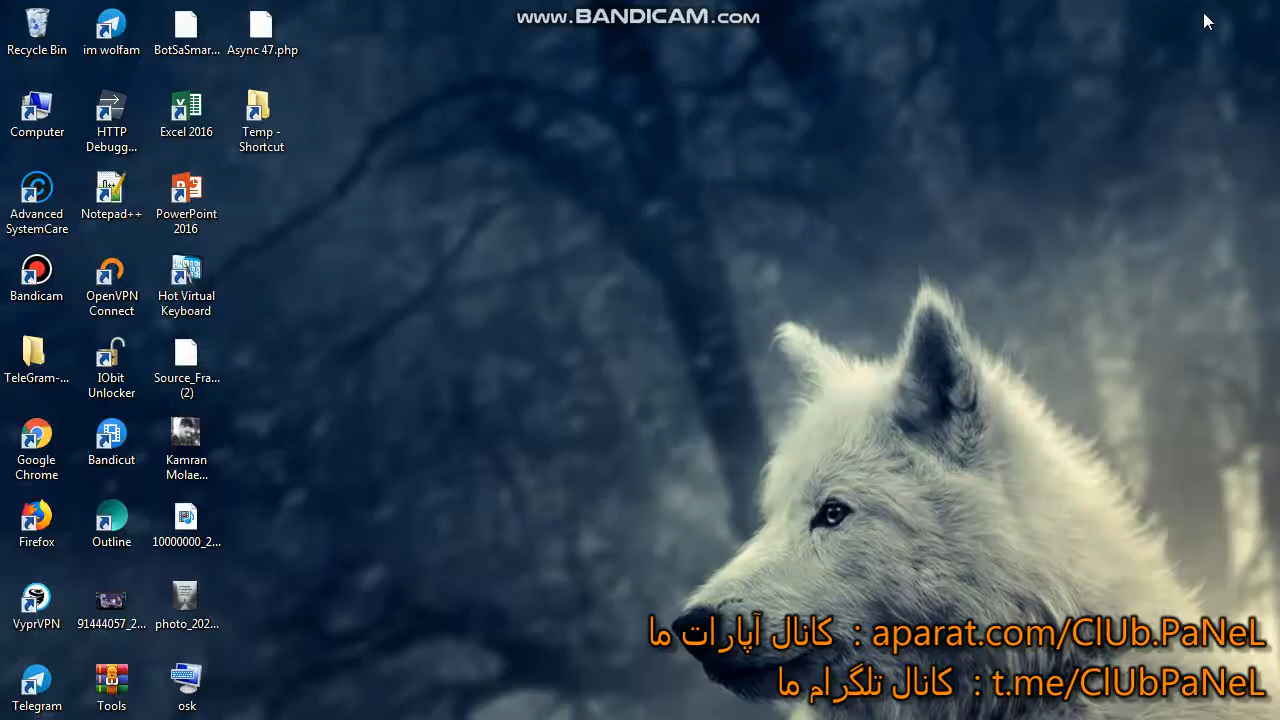 www.BANDICAM.com
Recycle Bin
im wolfam
BotSaSmar...
Async 47.php
Computer
HTTP
Debugg...
Excel 2016
Temp -
Shortcut
Advanced
SystemCare
Notepad++
PowerPoint
2016
Bandicam
OpenVPN
Connect
Hot Virtual
Keyboard
TeleGram-...
IObit
Unlocker
Source_Fra...
(2)
Google
Chrome
Bandicut
Kamran
Molae...
Firefox
Outline
10000000_2...
VyprVPN
91444057_2...
photo_202...
Telegram
Tools
osk
کانال آپارات ما : aparat.com/ClUb.PaNeL
کانال تلگرام ما : t.me/ClUbPaNeL